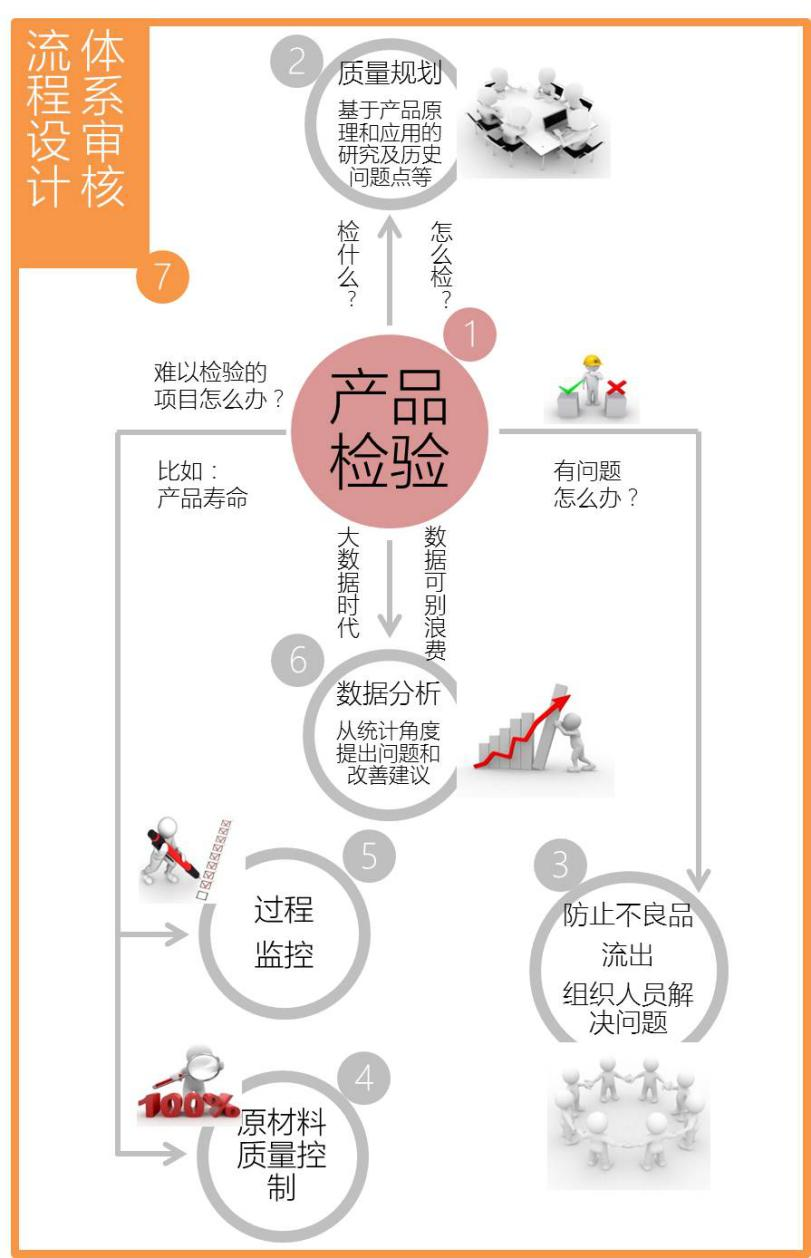 体系审核
流程设计
7
2
质量规划
基于产品原
理和应用的
研究及历史
问题点等
检什么？
怎么检？
1
产品
检验
难以检验的
项目怎么办？
比如：
产品寿命
有问题
怎么办？
大数据时代
数据可别浪费
6
数据分析
从统计角度
提出问题和
改善建议
5
过程
监控
3
防止不良品
流出
组织人员解
决问题
4
100%
原材料
质量控
制